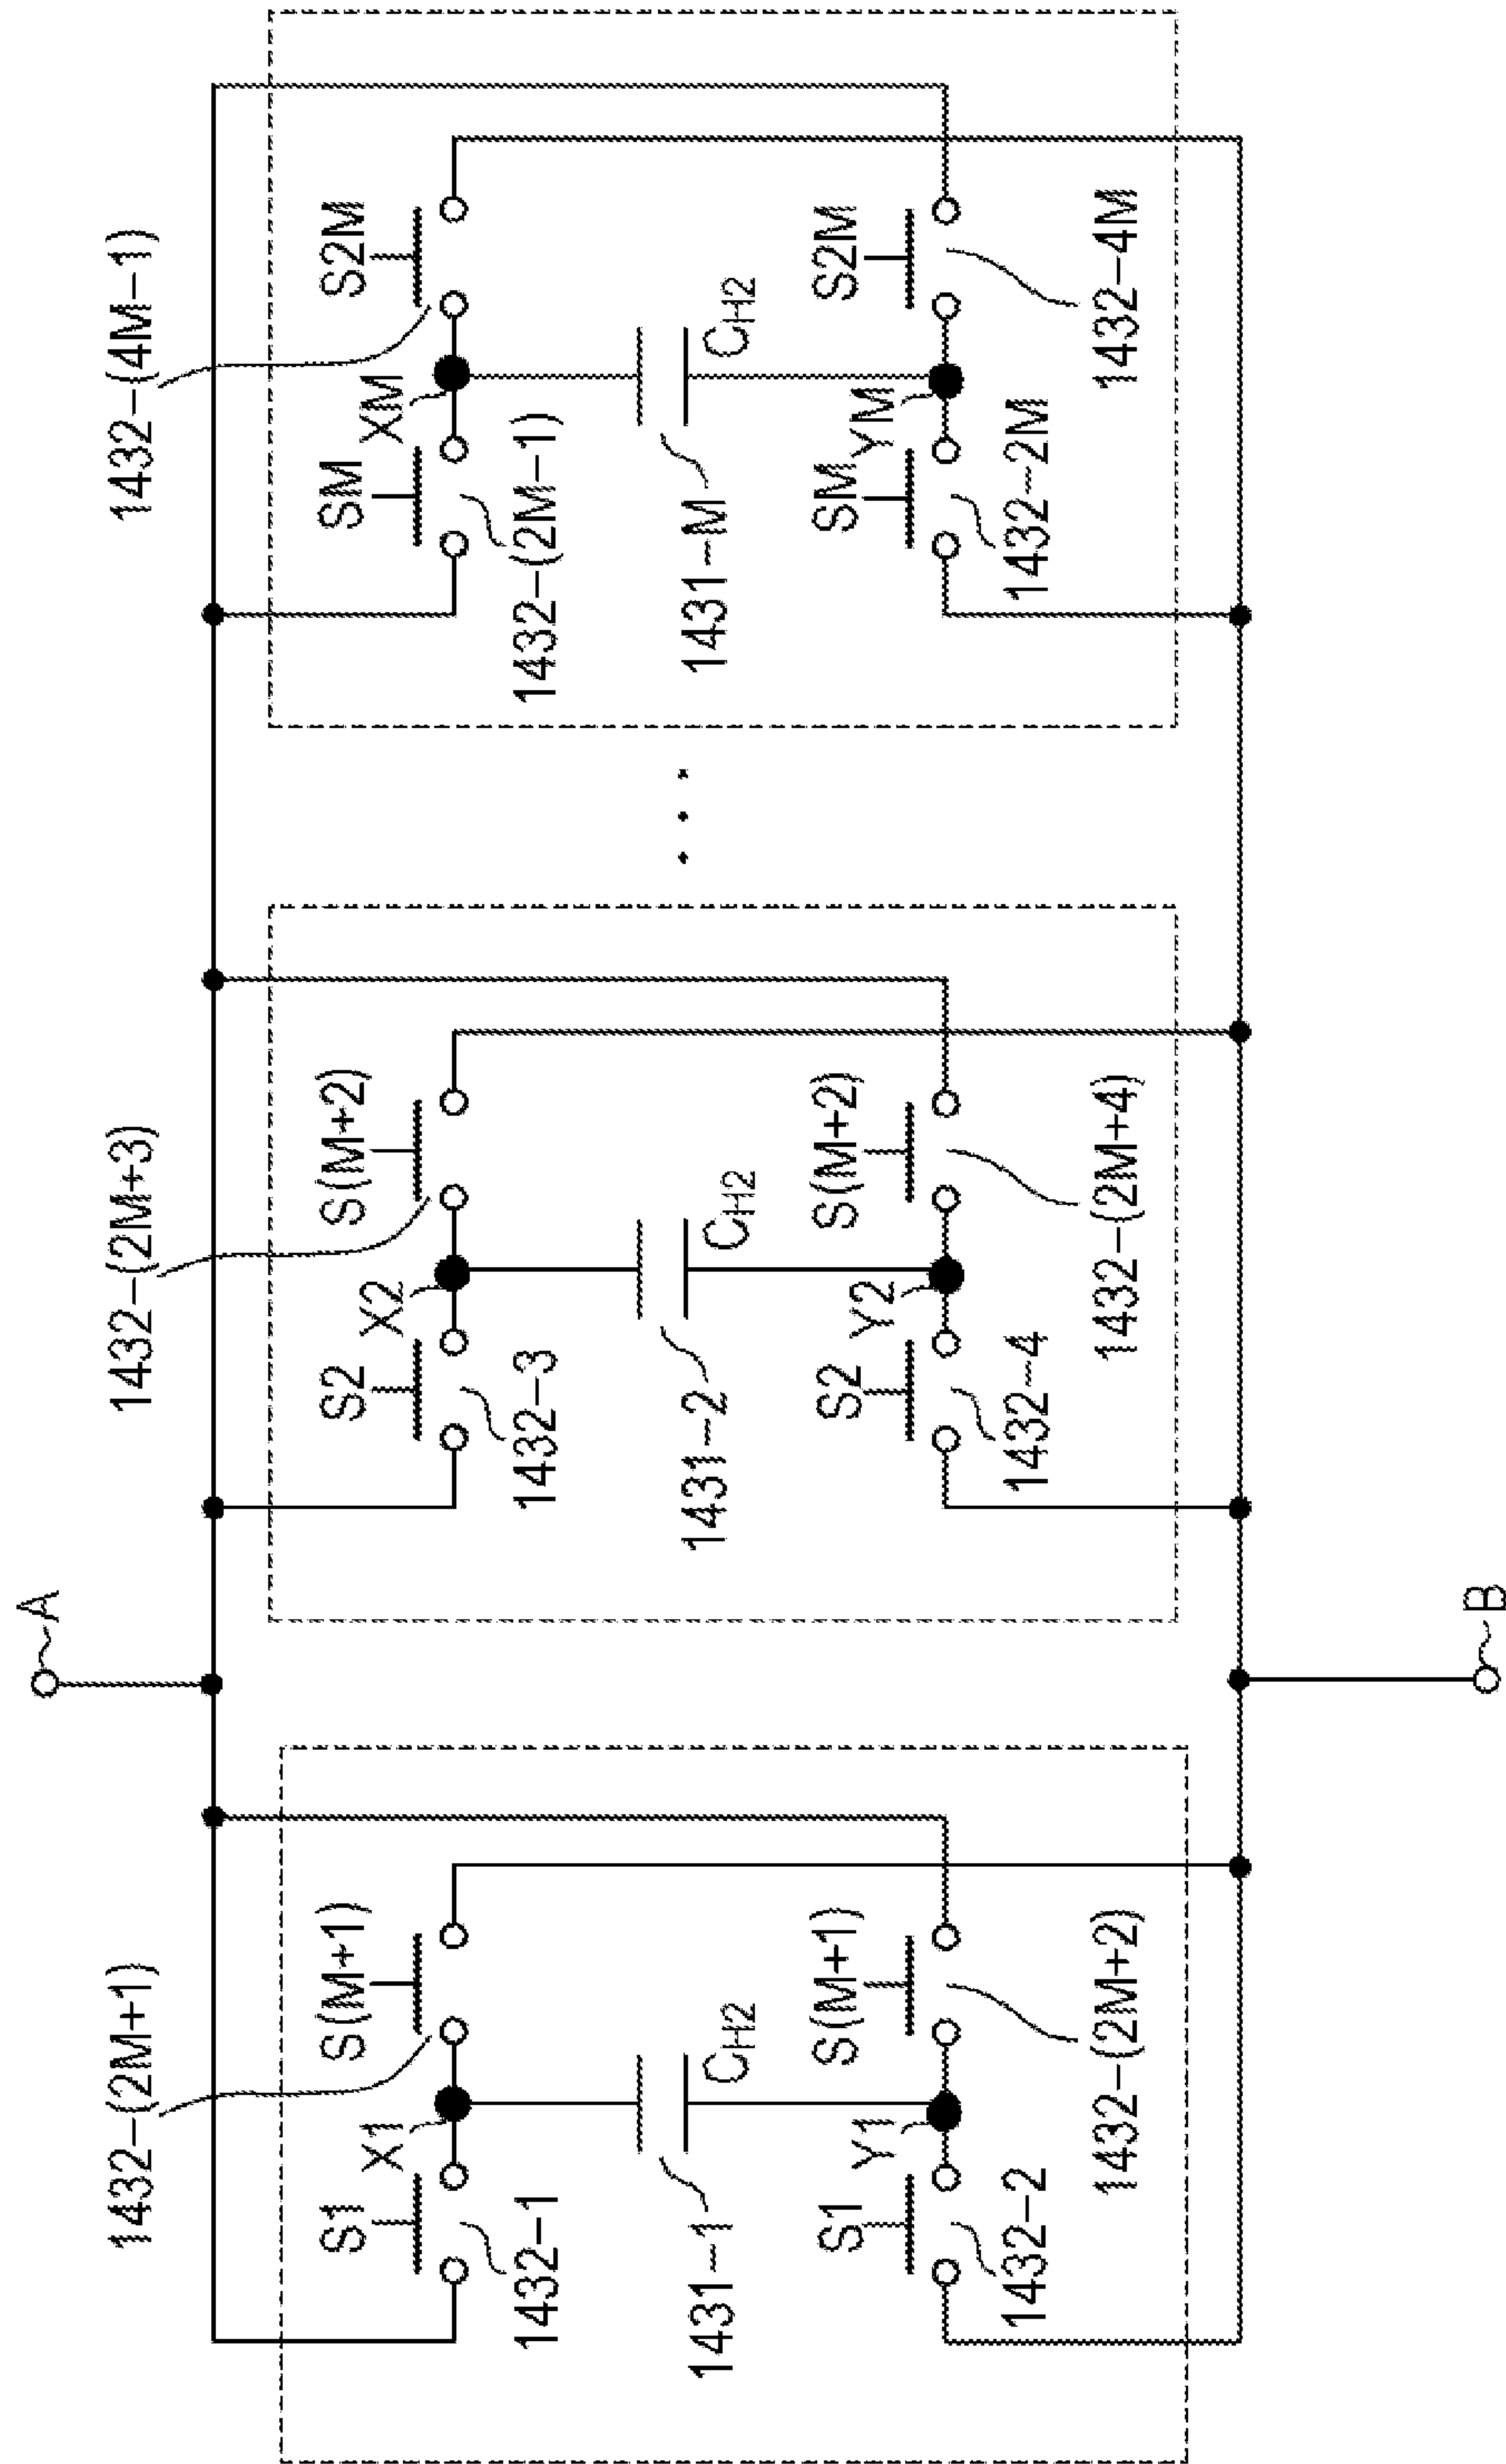 A
1432-(2M+1)
1432-(2M+3)
1432-(4M-1)
S1
S(M+1)
S2
S(M+2)
SM
S2M
X1
X2
XM
1432-1
1432-3
1432-(2M-1)
1431-1
CH2
1431-2
CH2
1431-M
CH2
S1
S(M+1)
S2
S(M+2)
SM
S2M
Y1
Y2
YM
1432-2
1432-(2M+2)
1432-4
1432-(2M+4)
1432-2M
1432-4M
B